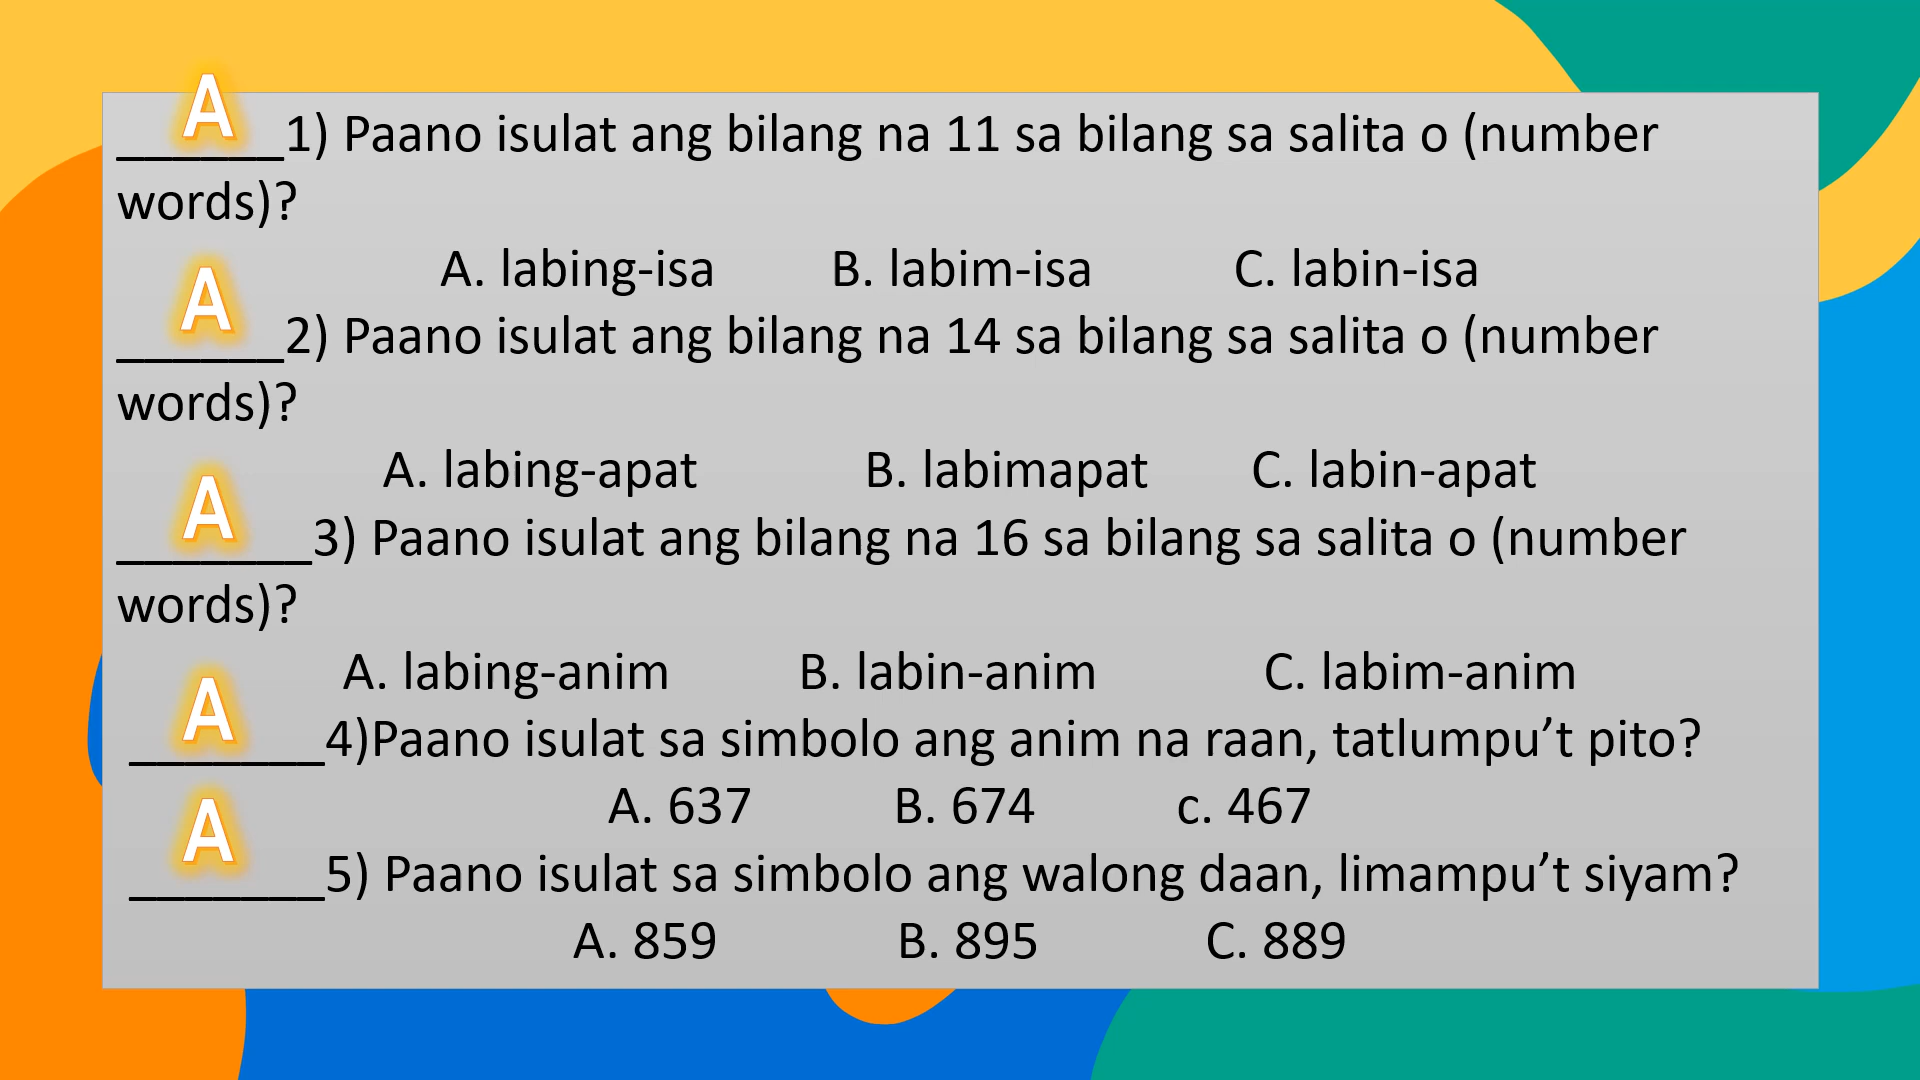 A
______1) Paano isulat ang bilang na 11 sa bilang sa salita o (number
words)?
A. labing-isa B. labim-isa C. labin-isa
A
______2) Paano isulat ang bilang na 14 sa bilang sa salita o (number
words)?
A. labing-apat B. labimapat C. labin-apat
A
_______3) Paano isulat ang bilang na 16 sa bilang sa salita o (number
words)?
A. labing-anim B. labin-anim C. labim-anim
A
_______4)Paano isulat sa simbolo ang anim na raan, tatlumpu’t pito?
A. 637 B. 674 c. 467
A
_______5) Paano isulat sa simbolo ang walong daan, limampu’t siyam?
A. 859 B. 895 C. 889